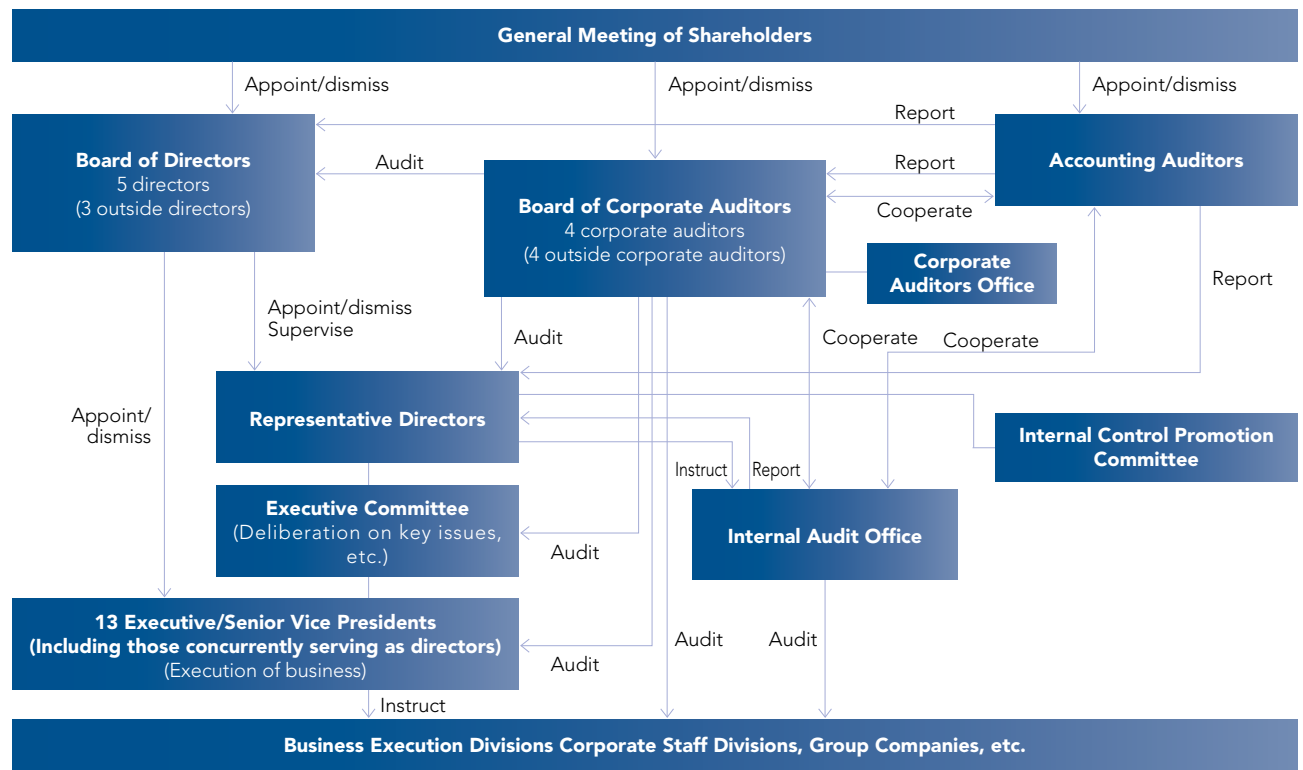 General Meeting of Shareholders
Appoint/dismiss
Appoint/dismiss
Appoint/dismiss
Report
Board of Directors
5 directors
(3 outside directors)
Audit
Board of Corporate Auditors
4 corporate auditors
(4 outside corporate auditors)
Report
Cooperate
Accounting Auditors
Corporate
Auditors Office
Report
Appoint/dismiss
Supervise
Audit
Cooperate
Cooperate
Representative Directors
Appoint/
dismiss
Internal Control Promotion
Committee
Instruct
Report
Executive Committee
(Deliberation on key issues,
etc.)
Audit
Internal Audit Office
13 Executive/Senior Vice Presidents
(Including those concurrently serving as directors)
(Execution of business)
Audit
Audit
Audit
Instruct
Business Execution Divisions Corporate Staff Divisions, Group Companies, etc.